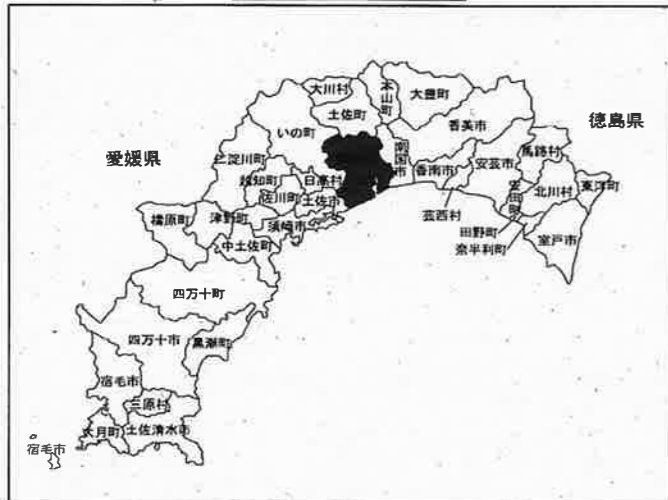 大川村
本山町
大豊町
土佐町
香美市
徳島県
いの町
愛媛県
南国市
馬路村
仁淀川町
香南市
安芸市
越知町
日高村
東洋町
佐川町
北川村
安田町
土佐市
芸西村
梼原町
津野町
須崎市
田野町
奈半利町
室戸市
中土佐町
四万十町
四万十市
黒潮町
宿毛市
三原村
大月町
土佐清水市
宿毛市